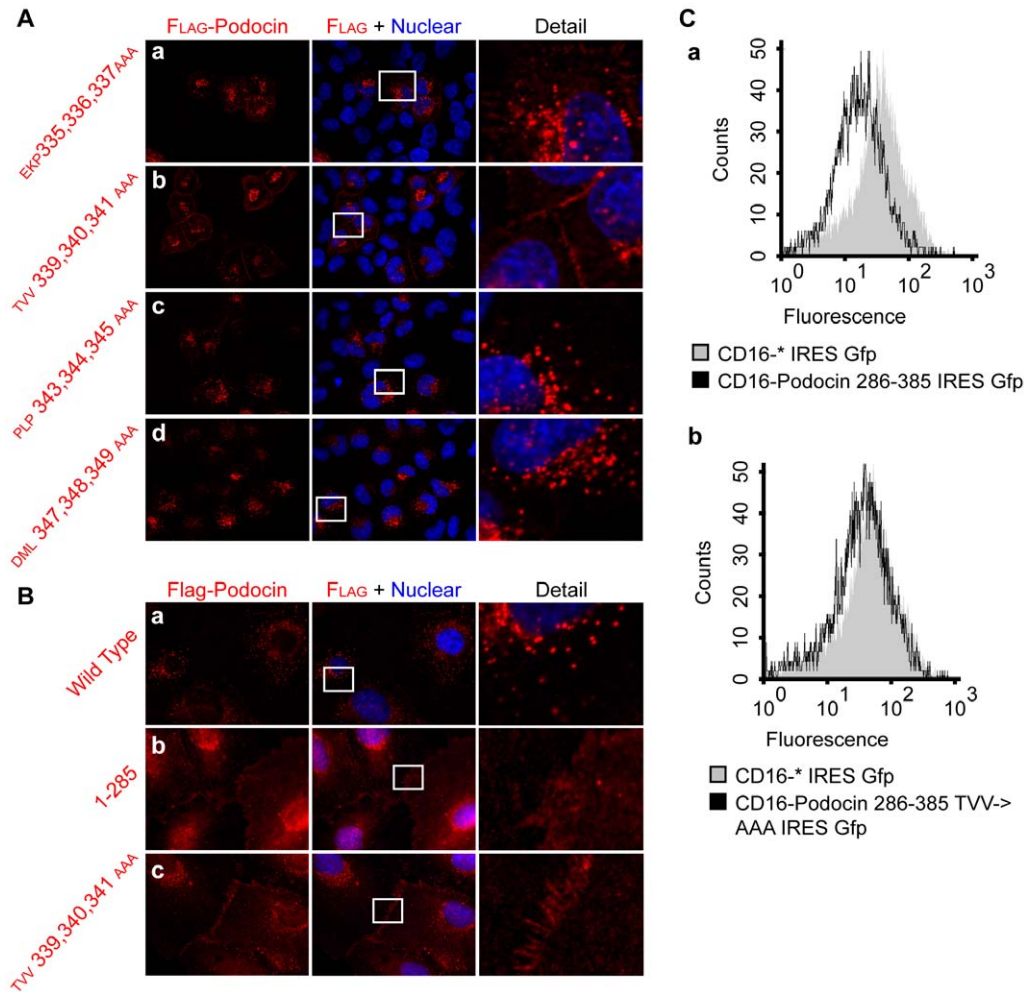 A
FLAG-Podocin
FLAG + Nuclear
Detail
EKP335,336,337AAA
a
TVV 339,340,341 AAA
b
PLP 343,344,345 AAA
c
DML 347,348,349 AAA
d
B
Flag-Podocin
FLAG + Nuclear
Detail
Wild Type
a
1-285
b
TVV 339,340,341 AAA
c
C
a
Counts
50
40
30
20
10
0
10^0 10^1 10^2 10^3
Fluorescence
CD16-* IRES Gfp
CD16-Podocin 286-385 IRES Gfp
b
Counts
50
40
30
20
10
0
10^0 10^1 10^2 10^3
Fluorescence
CD16-* IRES Gfp
CD16-Podocin 286-385 TVV->
AAA IRES Gfp